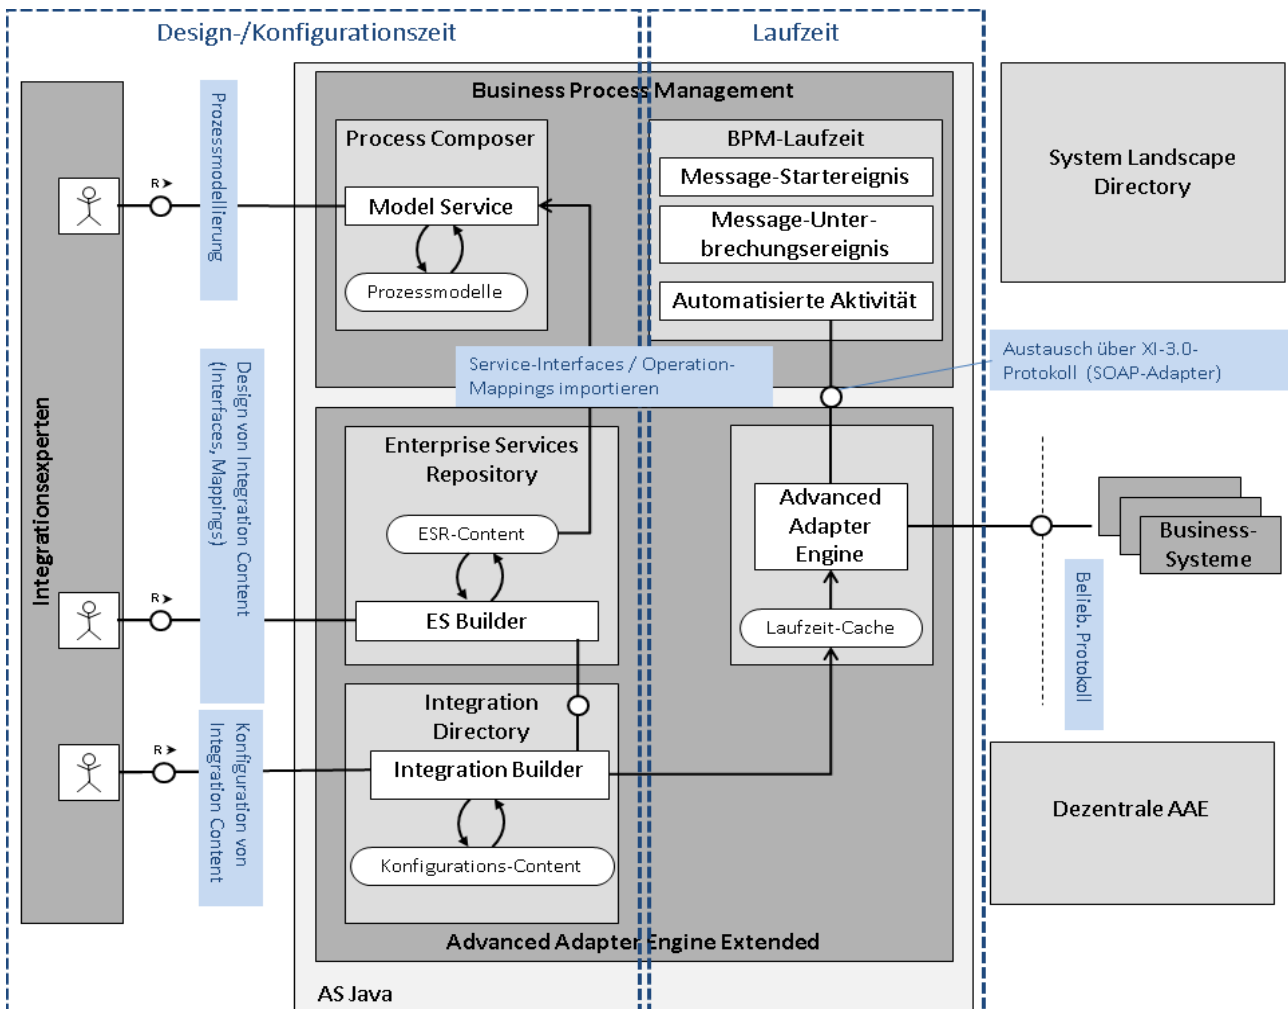 Design-/Konfigurationszeit
Laufzeit
Integrationsexperten
R
Prozessmodellierung
R
Design von Integration Content
(Interfaces, Mappings)
R
Konfiguration von
Integration Content
Business Process Management
Process Composer
Model Service
Prozessmodelle
BPM-Laufzeit
Message-Startereignis
Message-Unter-
brechungsereignis
Automatisierte Aktivität
Service-Interfaces / Operation-
Mappings importieren
Austausch über XI-3.0-
Protokoll (SOAP-Adapter)
System Landscape
Directory
Enterprise Services
Repository
ESR-Content
ES Builder
Integration
Directory
Integration Builder
Konfigurations-Content
Advanced
Adapter
Engine
Laufzeit-Cache
Business-
Systeme
Belieb. Protokoll
Dezentrale AAE
Advanced Adapter Engine Extended
AS Java